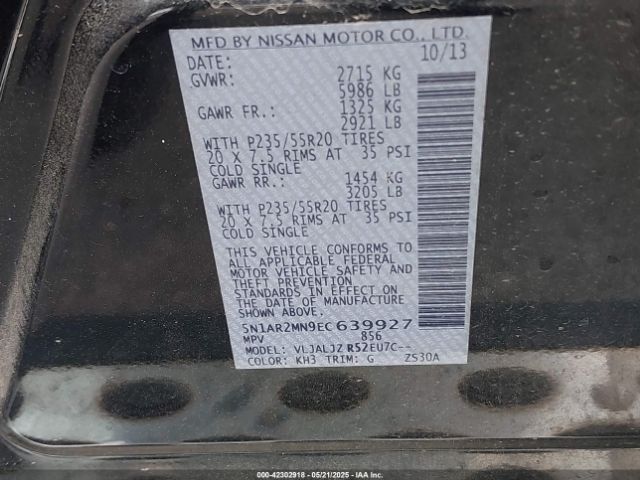 MFD BY NISSAN MOTOR CO., LTD.
DATE: 10/13
GVWR: 2715 KG
5986 LB
GAWR FR.: 1325 KG
2921 LB
WITH P235/55R20 TIRES
20 X 7.5 RIMS AT 35 PSI
COLD SINGLE
GAWR RR.: 1454 KG
3205 LB
WITH P235/55R20 TIRES
20 X 7.5 RIMS AT 35 PSI
COLD SINGLE
THIS VEHICLE CONFORMS TO
ALL APPLICABLE FEDERAL
MOTOR VEHICLE SAFETY AND
THEFT PREVENTION
STANDARDS IN EFFECT ON
THE DATE OF MANUFACTURE
SHOWN ABOVE.
5N1AR2MN9EC639927
MPV 856
MODEL: VLJALJZ R52EU7C--
COLOR: KH3 TRIM: G ZS30A
000-42302918 - 05/21/2025 - Copyright © IAA